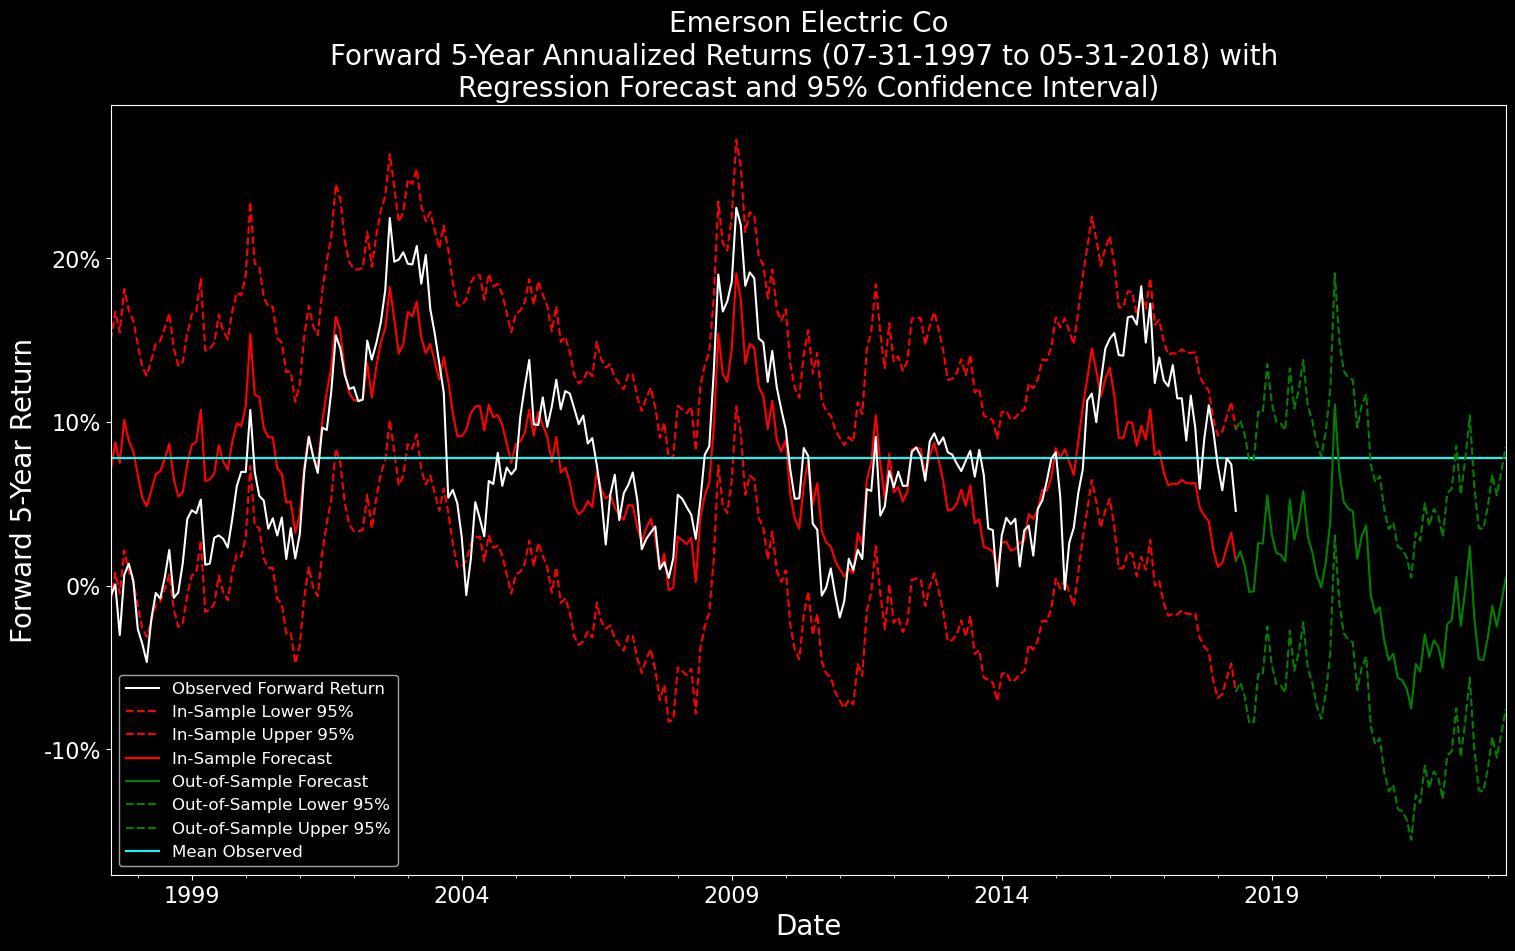 Emerson Electric Co
Forward 5-Year Annualized Returns (07-31-1997 to 05-31-2018) with
Regression Forecast and 95% Confidence Interval)
Forward 5-Year Return
20%
10%
0%
-10%
Observed Forward Return
In-Sample Lower 95%
In-Sample Upper 95%
In-Sample Forecast
Out-of-Sample Forecast
Out-of-Sample Lower 95%
Out-of-Sample Upper 95%
Mean Observed
1999 2004 2009 2014 2019
Date